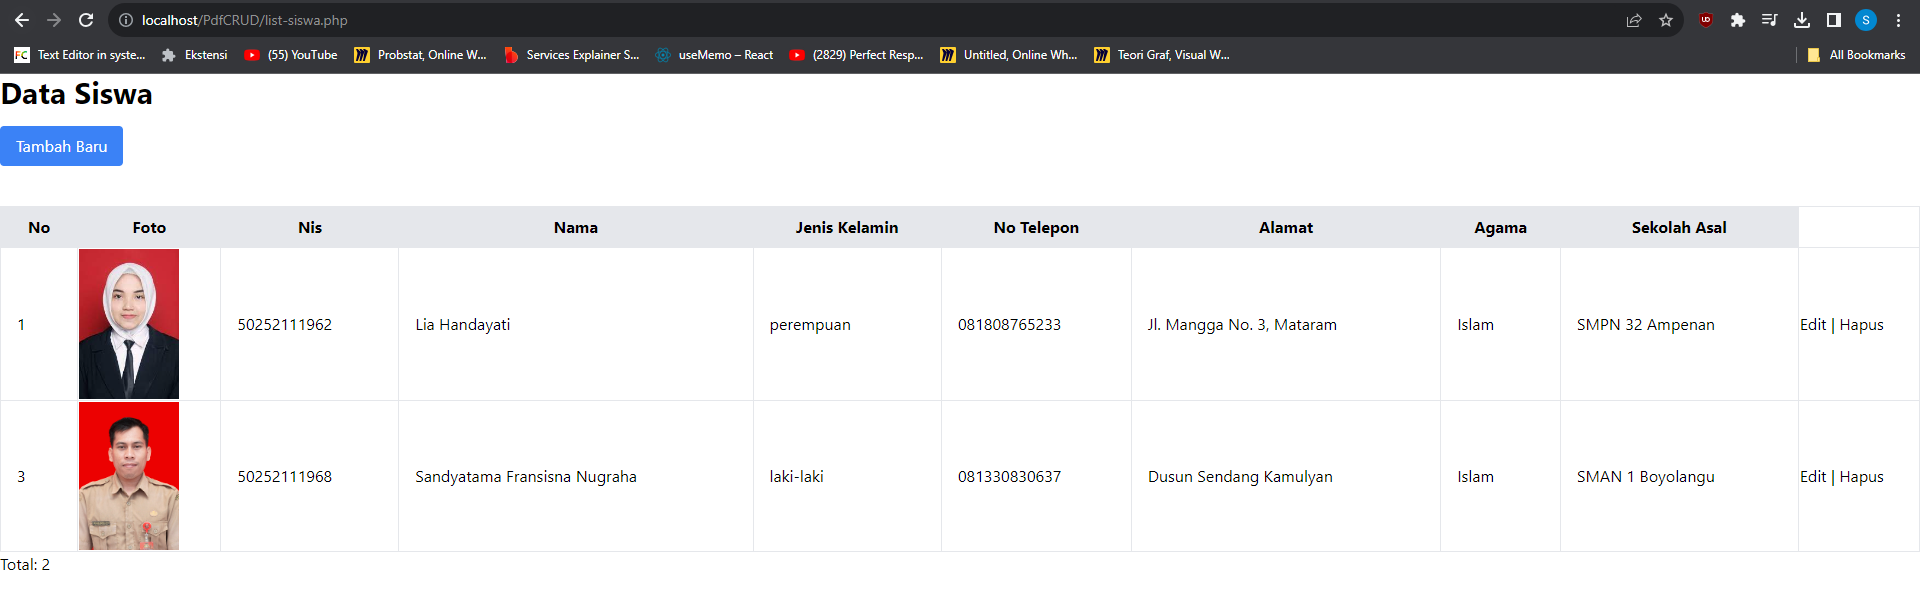 localhost/PdfCRUD/list-siswa.php
S
FC Text Editor in syste... Ekstensi (55) YouTube Probstat, Online W... Services Explainer S... useMemo – React (2829) Perfect Resp... Untitled, Online Wh... Teori Graf, Visual W... All Bookmarks
Data Siswa
Tambah Baru
No Foto Nis Nama Jenis Kelamin No Telepon Alamat Agama Sekolah Asal
1 50252111962 Lia Handayati perempuan 081808765233 Jl. Mangga No. 3, Mataram Islam SMPN 32 Ampenan Edit | Hapus
3 50252111968 Sandyatama Fransisna Nugraha laki-laki 081330830637 Dusun Sendang Kamulyan Islam SMAN 1 Boyolangu Edit | Hapus
Total: 2